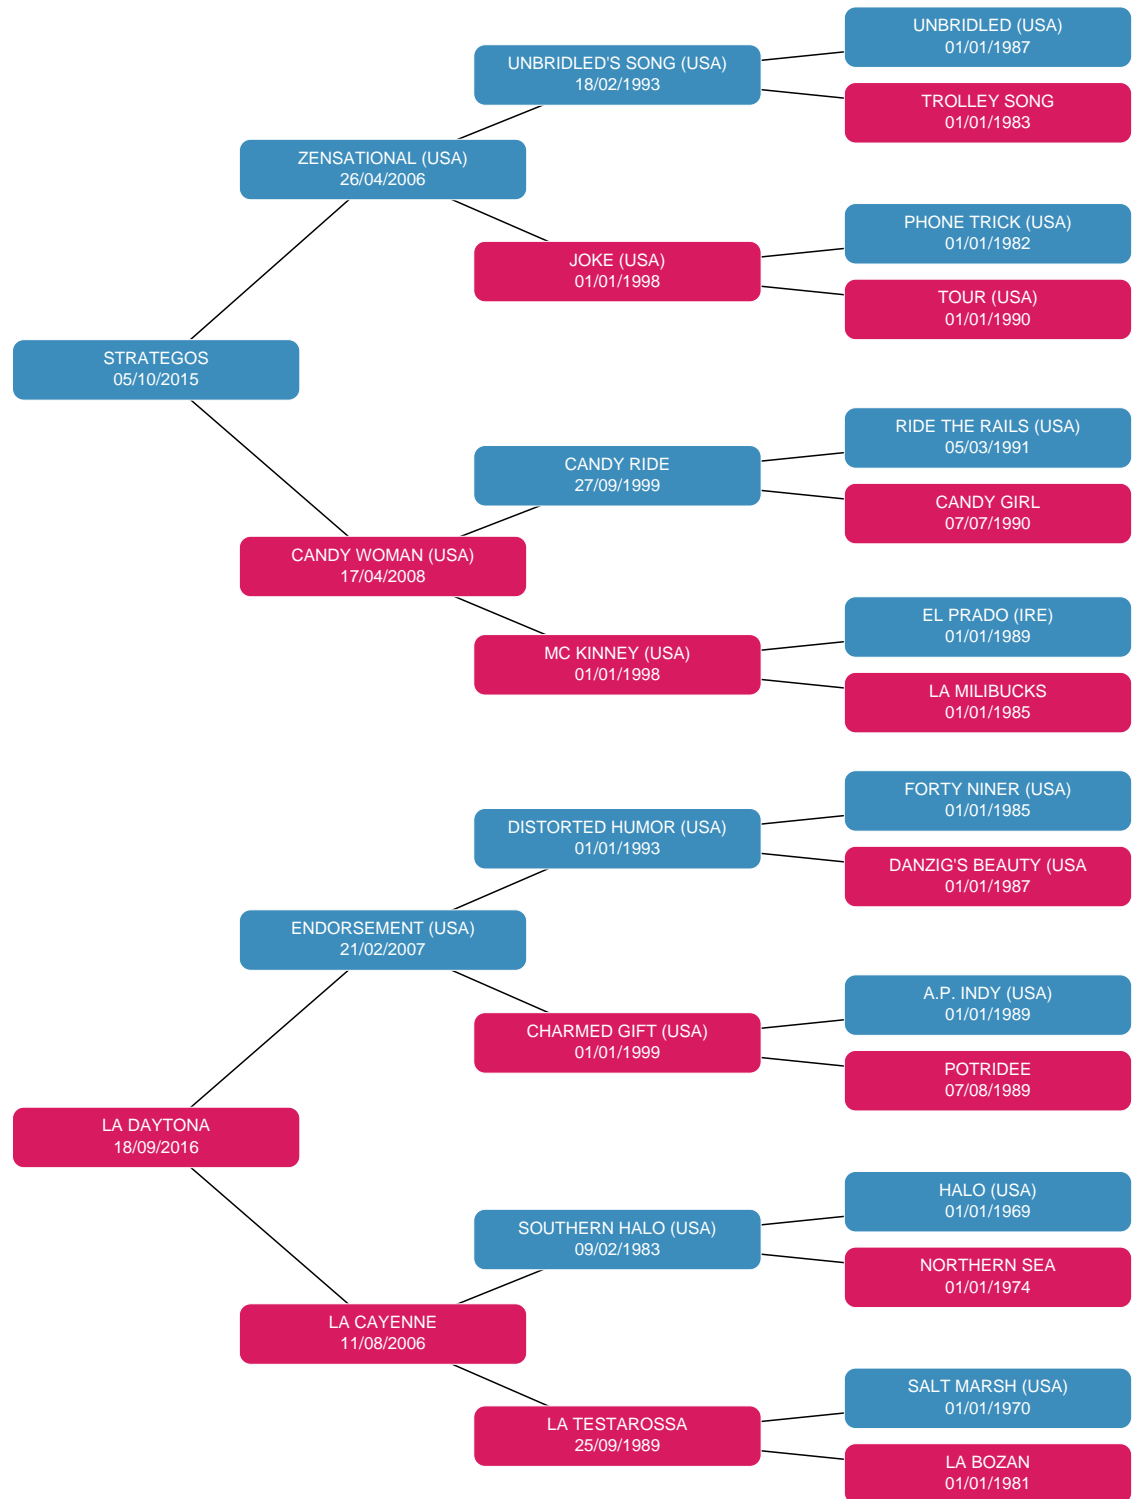 UNBRIDLED (USA)
01/01/1987
UNBRIDLED'S SONG (USA)
18/02/1993
TROLLEY SONG
01/01/1983
ZENSATIONAL (USA)
26/04/2006
PHONE TRICK (USA)
01/01/1982
JOKE (USA)
01/01/1998
TOUR (USA)
01/01/1990
STRATEGOS
05/10/2015
RIDE THE RAILS (USA)
05/03/1991
CANDY RIDE
27/09/1999
CANDY GIRL
07/07/1990
CANDY WOMAN (USA)
17/04/2008
EL PRADO (IRE)
01/01/1989
MC KINNEY (USA)
01/01/1998
LA MILIBUCKS
01/01/1985
FORTY NINER (USA)
01/01/1985
DISTORTED HUMOR (USA)
01/01/1993
DANZIG'S BEAUTY (USA
01/01/1987
ENDORSEMENT (USA)
21/02/2007
A.P. INDY (USA)
01/01/1989
CHARMED GIFT (USA)
01/01/1999
POTRIDEE
07/08/1989
LA DAYTONA
18/09/2016
HALO (USA)
01/01/1969
SOUTHERN HALO (USA)
09/02/1983
NORTHERN SEA
01/01/1974
LA CAYENNE
11/08/2006
SALT MARSH (USA)
01/01/1970
LA TESTAROSSA
25/09/1989
LA BOZAN
01/01/1981